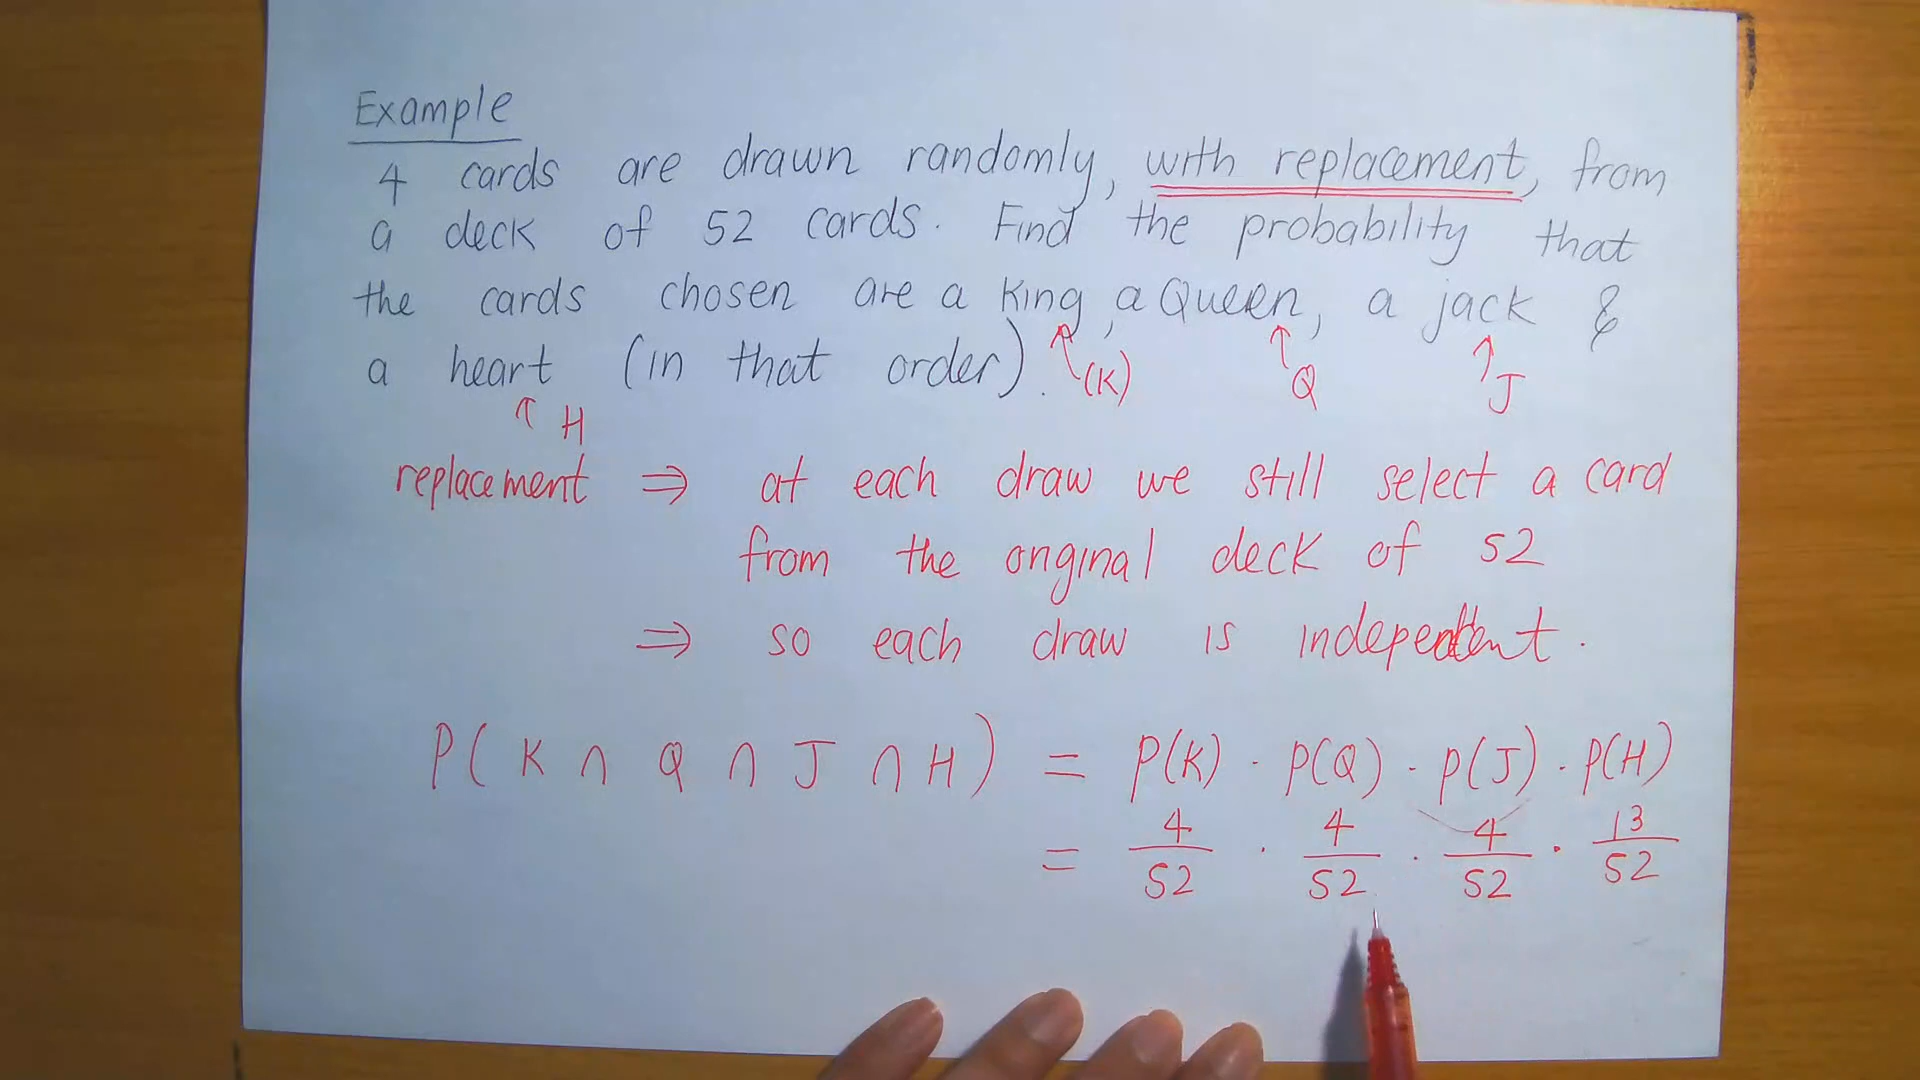 Example
4 cards are drawn randomly, with replacement, from
a deck of 52 cards. Find the probability that
the cards chosen are a King, a Queen, a jack &
a heart (in that order). (K) Q J
H
replacement ⇒ at each draw we still select a card
from the original deck of 52
⇒ so each draw is independent.
P( K ∩ Q ∩ J ∩ H ) = P(K) · P(Q) · P(J) · P(H)
= 4/52 · 4/52 · 4/52 · 13/52